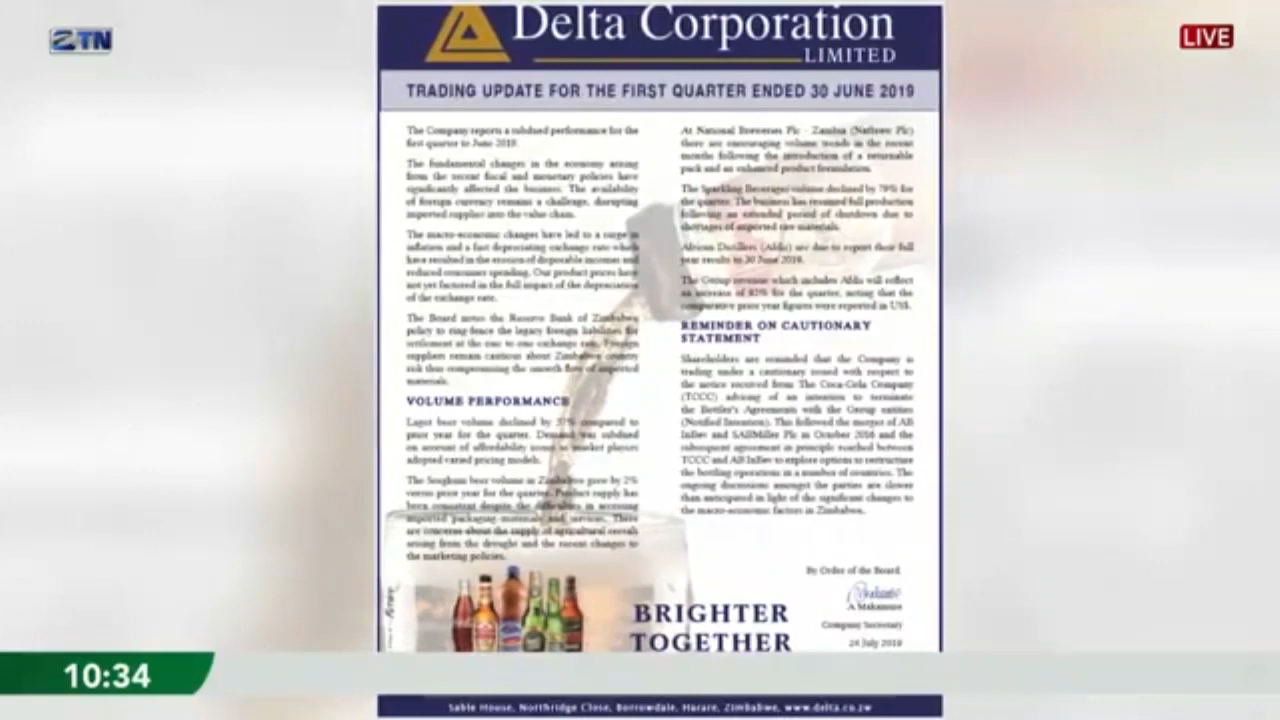 ZTN
LIVE
Delta Corporation
LIMITED
TRADING UPDATE FOR THE FIRST QUARTER ENDED 30 JUNE 2019
The Company reports a subdued performance for the
first quarter to June 2019.
The fundamental changes in the economy arising
from the recent fiscal and monetary policies have
significantly affected the business. The availability
of foreign currency remains a challenge, disrupting
imported supplies into the value chain.
The macro-economic changes have led to a surge in
inflation and a fast depreciating exchange rate which
have resulted in the erosion of disposable incomes and
reduced consumer spending. Our product prices have
not yet factored in the full impact of the depreciation
of the exchange rate.
The Board notes the Reserve Bank of Zimbabwe
policy to ring-fence the legacy foreign liabilities for
settlement at the one to one exchange rate. Foreign
suppliers remain cautious about Zimbabwe country
risk thus compromising the smooth flow of imported
materials.
VOLUME PERFORMANCE
Lager beer volume declined by 57% compared to
prior year for the quarter. Demand was subdued
on account of affordability issues as market players
adopted varied pricing models.
The Sorghum beer volume in Zimbabwe grew by 2%
versus prior year for the quarter. Product supply has
been consistent despite the difficulties in accessing
imported packaging materials and services. There
are concerns about the supply of agricultural cereals
arising from the drought and the recent changes to
the marketing policies.
At National Breweries Plc - Zambia (Natbrew Plc)
there are encouraging volume trends in the recent
months following the introduction of a returnable
pack and an enhanced product formulation.
The Sparkling Beverages volume declined by 79% for
the quarter. The business has resumed full production
following an extended period of shutdown due to
shortages of imported raw materials.
African Distillers (Afdis) are due to report their full
year results to 30 June 2019.
The Group revenue which includes Afdis will reflect
an increase of 82% for the quarter, noting that the
comparative prior year figures were reported in US$.
REMINDER ON CAUTIONARY
STATEMENT
Shareholders are reminded that the Company is
trading under a cautionary issued with respect to
the notice received from The Coca-Cola Company
(TCCC) advising of an intention to terminate
the Bottler's Agreements with the Group entities
(Notified Intention). This followed the merger of AB
InBev and SABMiller Plc in October 2016 and the
subsequent agreement in principle reached between
TCCC and AB InBev to explore options to restructure
the bottling operations in a number of countries. The
ongoing discussions amongst the parties are slower
than anticipated in light of the significant changes to
the macro-economic factors in Zimbabwe.
By Order of the Board
A Makamure
Company Secretary
24 July 2019
BRIGHTER
TOGETHER
10:34
Sable House, Northridge Close, Borrowdale, Harare, Zimbabwe, www.delta.co.zw